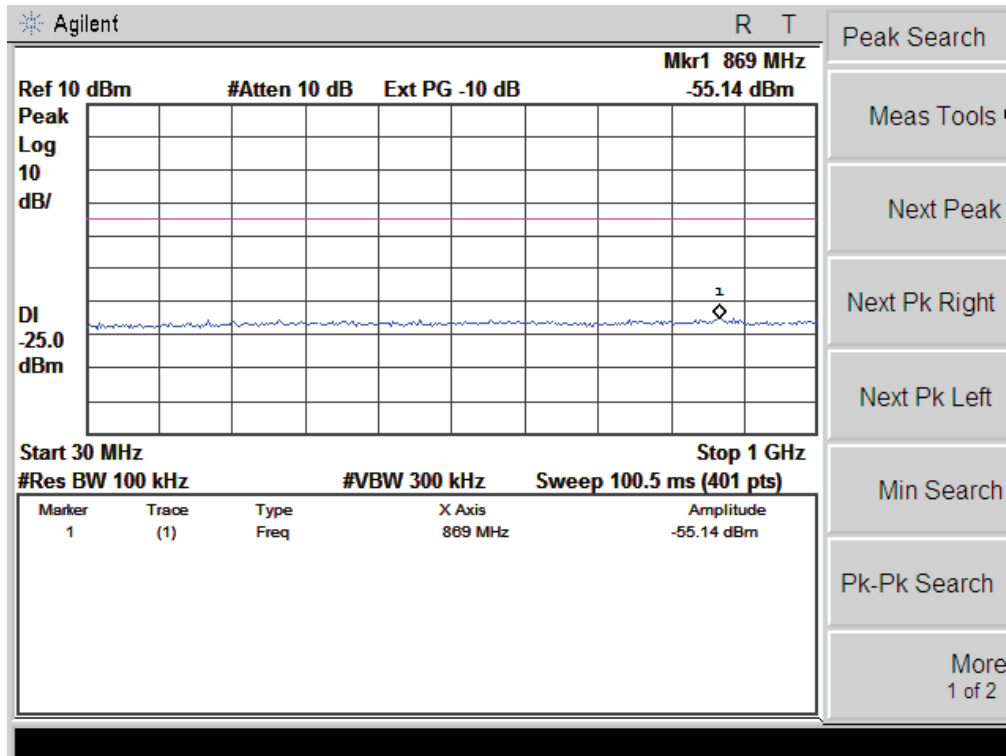 Agilent R T
Mkr1 869 MHz
Ref 10 dBm #Atten 10 dB Ext PG -10 dB -55.14 dBm
Peak
Log
10
dB/
1
DI
-25.0
dBm
Start 30 MHz Stop 1 GHz
#Res BW 100 kHz #VBW 300 kHz Sweep 100.5 ms (401 pts)
Marker Trace Type X Axis Amplitude
1 (1) Freq 869 MHz -55.14 dBm
Peak Search
Meas Tools
Next Peak
Next Pk Right
Next Pk Left
Min Search
Pk-Pk Search
More
1 of 2